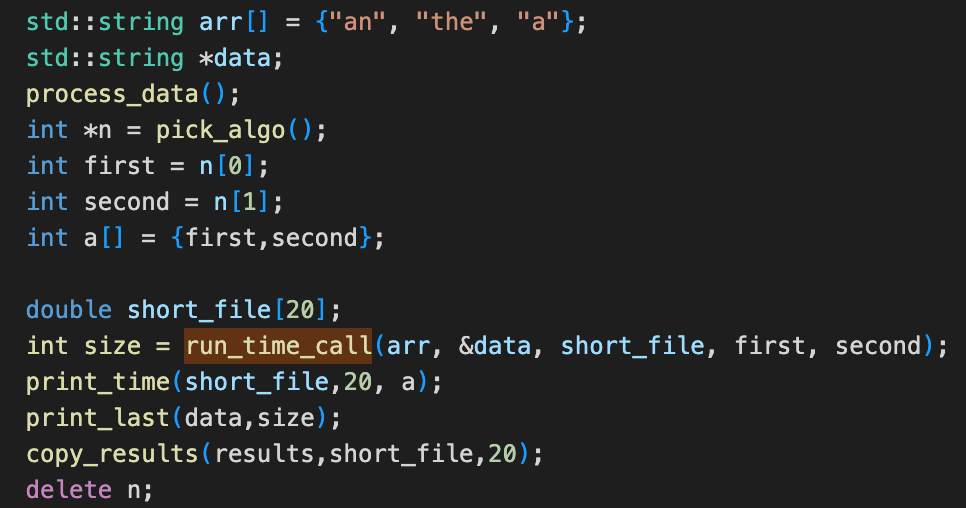 std::string arr[] = {"an", "the", "a"};
std::string *data;
process_data();
int *n = pick_algo();
int first = n[0];
int second = n[1];
int a[] = {first,second};
double short_file[20];
int size = run_time_call(arr, &data, short_file, first, second);
print_time(short_file,20, a);
print_last(data,size);
copy_results(results,short_file,20);
delete n;